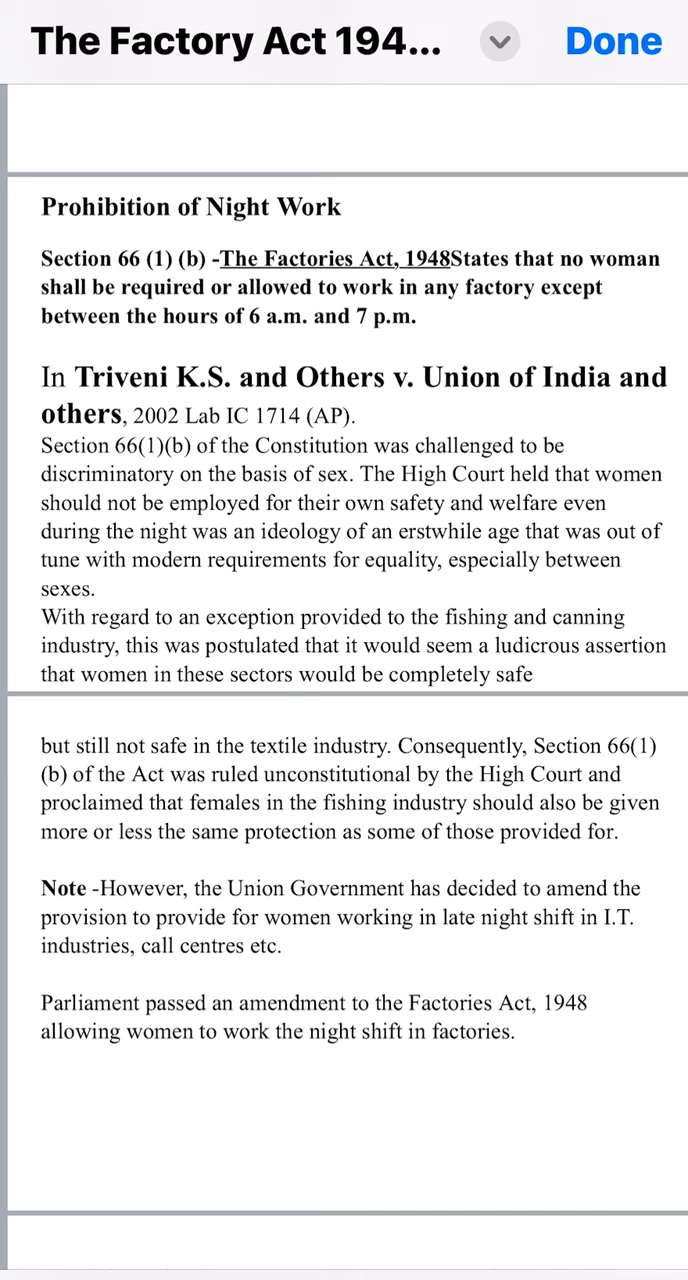 The Factory Act 194...
Done
Prohibition of Night Work
Section 66 (1) (b) -The Factories Act, 1948States that no woman
shall be required or allowed to work in any factory except
between the hours of 6 a.m. and 7 p.m.
In Triveni K.S. and Others v. Union of India and
others, 2002 Lab IC 1714 (AP).
Section 66(1)(b) of the Constitution was challenged to be
discriminatory on the basis of sex. The High Court held that women
should not be employed for their own safety and welfare even
during the night was an ideology of an erstwhile age that was out of
tune with modern requirements for equality, especially between
sexes.
With regard to an exception provided to the fishing and canning
industry, this was postulated that it would seem a ludicrous assertion
that women in these sectors would be completely safe
but still not safe in the textile industry. Consequently, Section 66(1)
(b) of the Act was ruled unconstitutional by the High Court and
proclaimed that females in the fishing industry should also be given
more or less the same protection as some of those provided for.
Note -However, the Union Government has decided to amend the
provision to provide for women working in late night shift in I.T.
industries, call centres etc.
Parliament passed an amendment to the Factories Act, 1948
allowing women to work the night shift in factories.